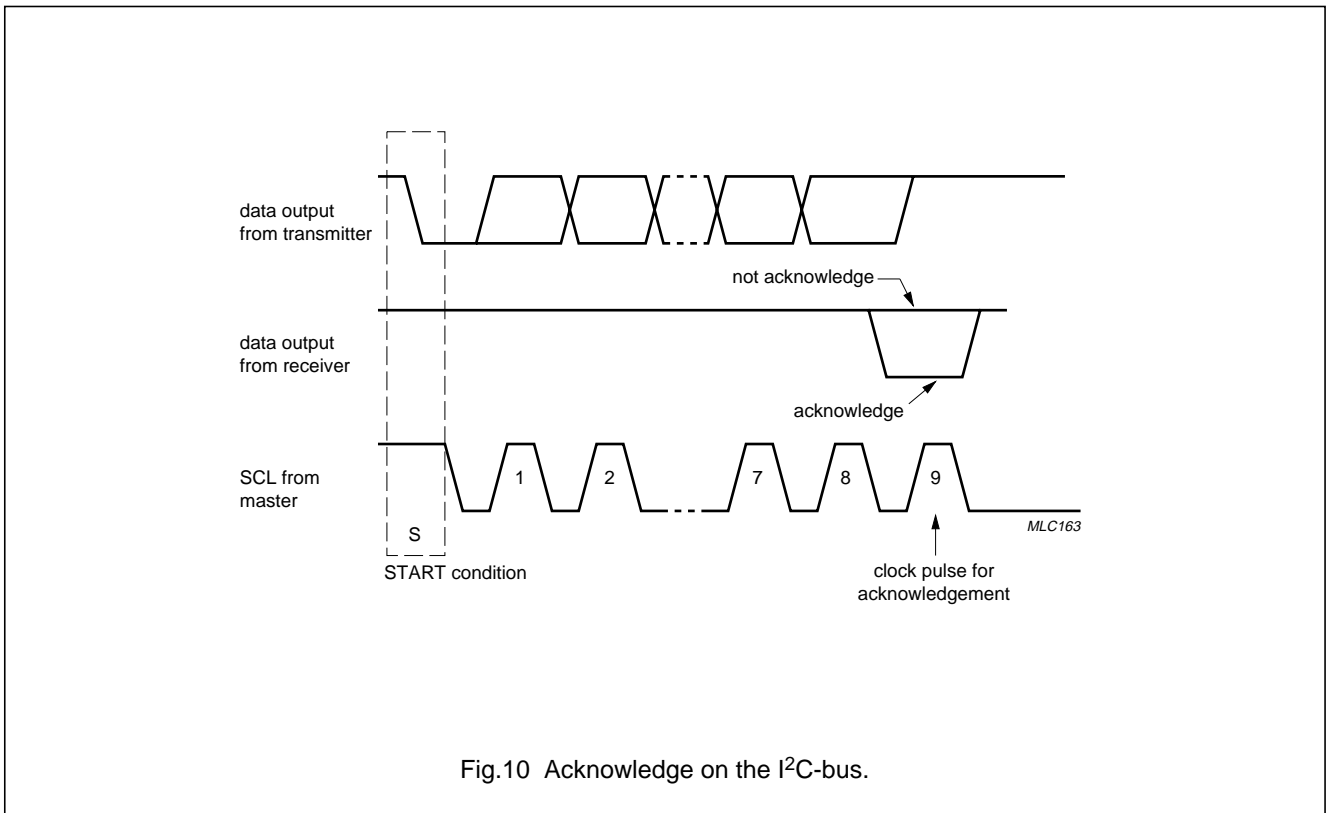 data output
from transmitter
not acknowledge
data output
from receiver
acknowledge
SCL from
master
1
2
7
8
9
MLC163
S
START condition
clock pulse for
acknowledgement
Fig.10 Acknowledge on the I²C-bus.